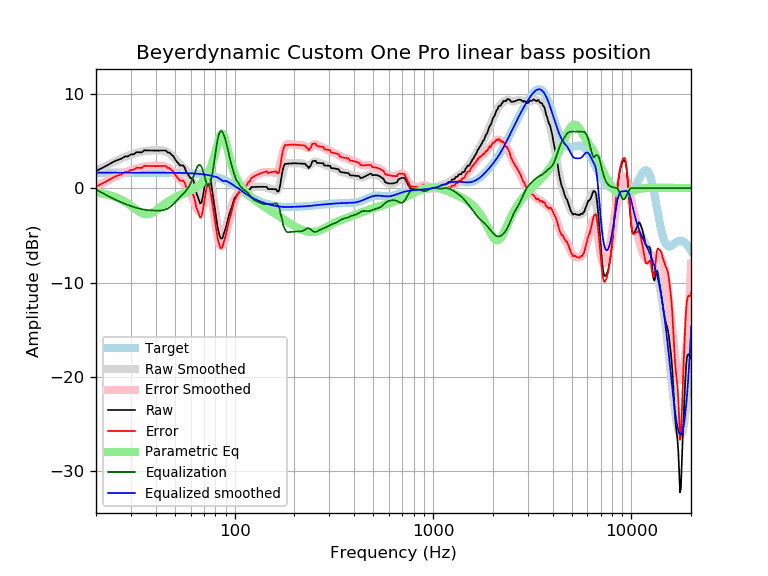 Beyerdynamic Custom One Pro linear bass position
Amplitude (dBr)
10
0
−10
−20
−30
Target
Raw Smoothed
Error Smoothed
Raw
Error
Parametric Eq
Equalization
Equalized smoothed
100 1000 10000
Frequency (Hz)